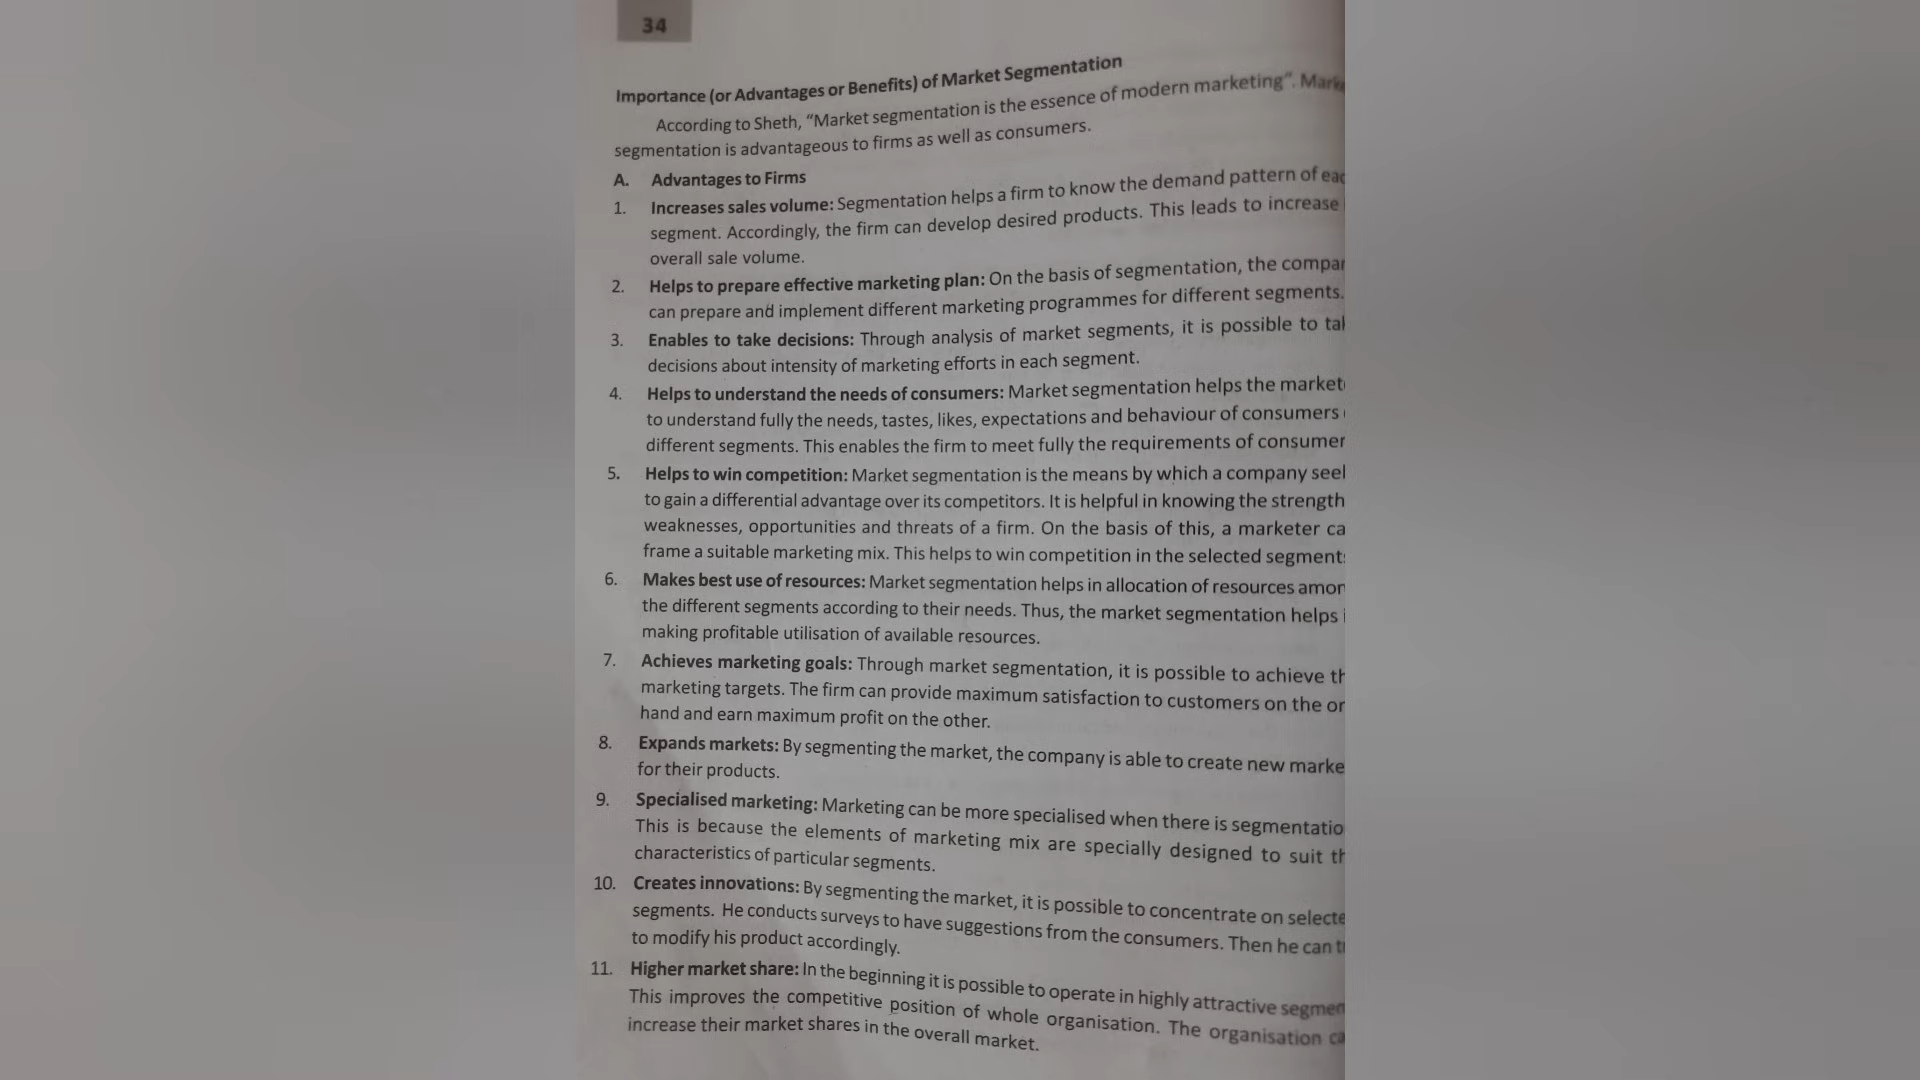 34
Importance (or Advantages or Benefits) of Market Segmentation
According to Sheth, “Market segmentation is the essence of modern marketing”.
segmentation is advantageous to firms as well as consumers.
A. Advantages to Firms
1. Increases sales volume: Segmentation helps a firm to know the demand pattern of
segment. Accordingly, the firm can develop desired products. This leads to increase
overall sale volume.
2. Helps to prepare effective marketing plan: On the basis of segmentation, the
can prepare and implement different marketing programmes for different segments.
3. Enables to take decisions: Through analysis of market segments, it is possible to
decisions about intensity of marketing efforts in each segment.
4. Helps to understand the needs of consumers: Market segmentation helps the
to understand fully the needs, tastes, likes, expectations and behaviour of consumers
different segments. This enables the firm to meet fully the requirements of
5. Helps to win competition: Market segmentation is the means by which a company
to gain a differential advantage over its competitors. It is helpful in knowing the
weaknesses, opportunities and threats of a firm. On the basis of this, a marketer
frame a suitable marketing mix. This helps to win competition in the selected
6. Makes best use of resources: Market segmentation helps in allocation of resources
the different segments according to their needs. Thus, the market segmentation helps
making profitable utilisation of available resources.
7. Achieves marketing goals: Through market segmentation, it is possible to achieve
marketing targets. The firm can provide maximum satisfaction to customers on the
hand and earn maximum profit on the other.
8. Expands markets: By segmenting the market, the company is able to create new
for their products.
9. Specialised marketing: Marketing can be more specialised when there is
This is because the elements of marketing mix are specially designed to suit
characteristics of particular segments.
10. Creates innovations: By segmenting the market, it is possible to concentrate on
segments. He conducts surveys to have suggestions from the consumers. Then he can
to modify his product accordingly.
11. Higher market share: In the beginning it is possible to operate in highly attractive
This improves the competitive position of whole organisation. The organisation
increase their market shares in the overall market.